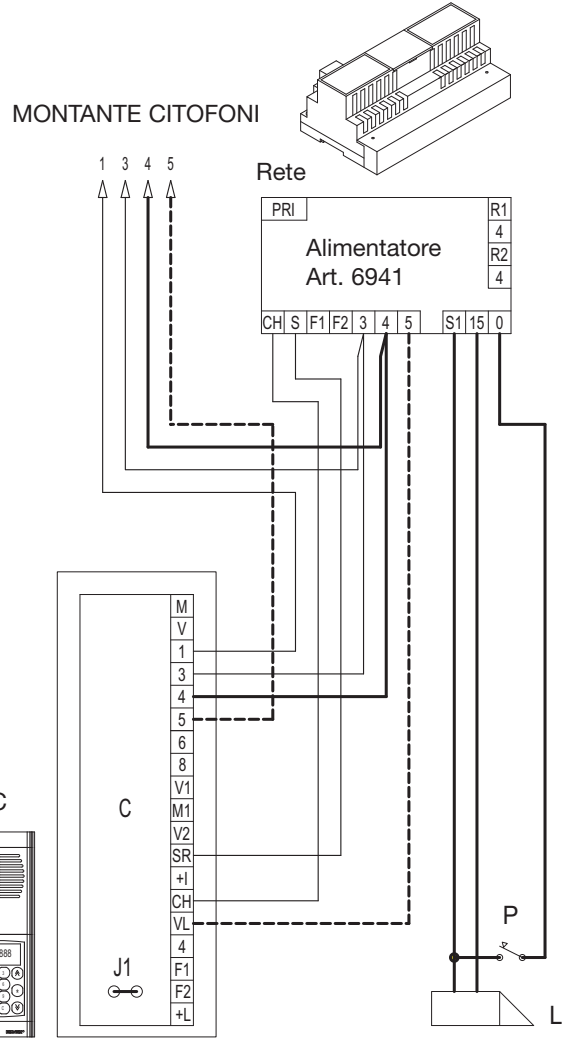 MONTANTE CITOFONI
1 3 4 5
Rete
PRI
R1
4
R2
4
Alimentatore
Art. 6941
CH S F1 F2 3 4 5 S1 15 0
M
V
1
3
4
5
6
8
V1
M1
V2
SR
+I
CH
VL
4
F1
F2
+L
C
J1
C
P
L